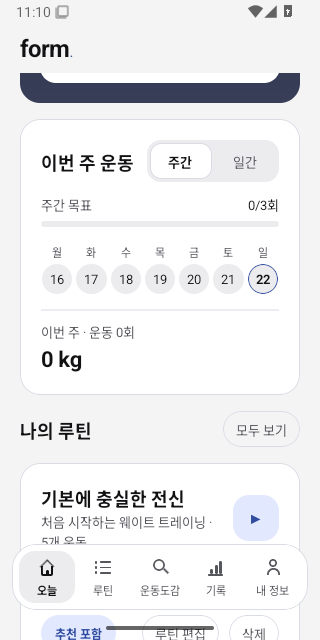 11:10
form.
이번 주 운동
주간
일간
주간 목표
0/3회
월 화 수 목 금 토 일
16 17 18 19 20 21 22
이번 주 · 운동 0회
0 kg
나의 루틴
모두 보기
기본에 충실한 전신
처음 시작하는 웨이트 트레이닝 ·
5개 운동
오늘 루틴 운동도감 기록 내 정보
추천 포함
루틴 편집
삭제